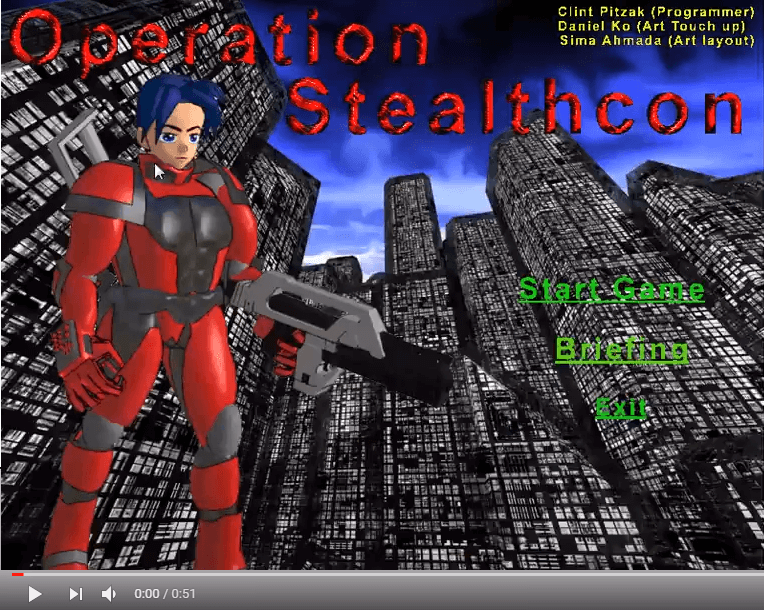 Operation
Stealthcon
Clint Pitzak (Programmer)
Daniel Ko (Art Touch up)
Sima Ahmada (Art layout)
Start Game
Briefing
Exit
0:00 / 0:51